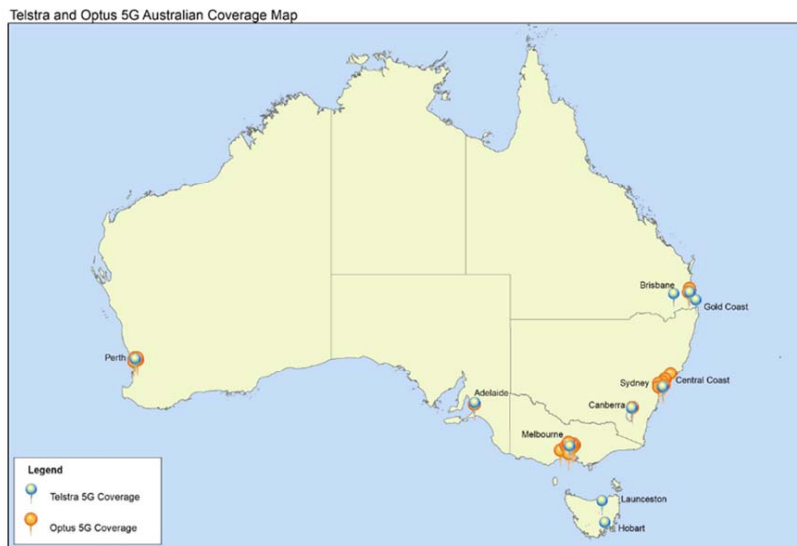 Telstra and Optus 5G Australian Coverage Map
Brisbane
Gold Coast
Perth
Sydney
Central Coast
Adelaide
Canberra
Melbourne
Launceston
Hobart
Legend
Telstra 5G Coverage
Optus 5G Coverage